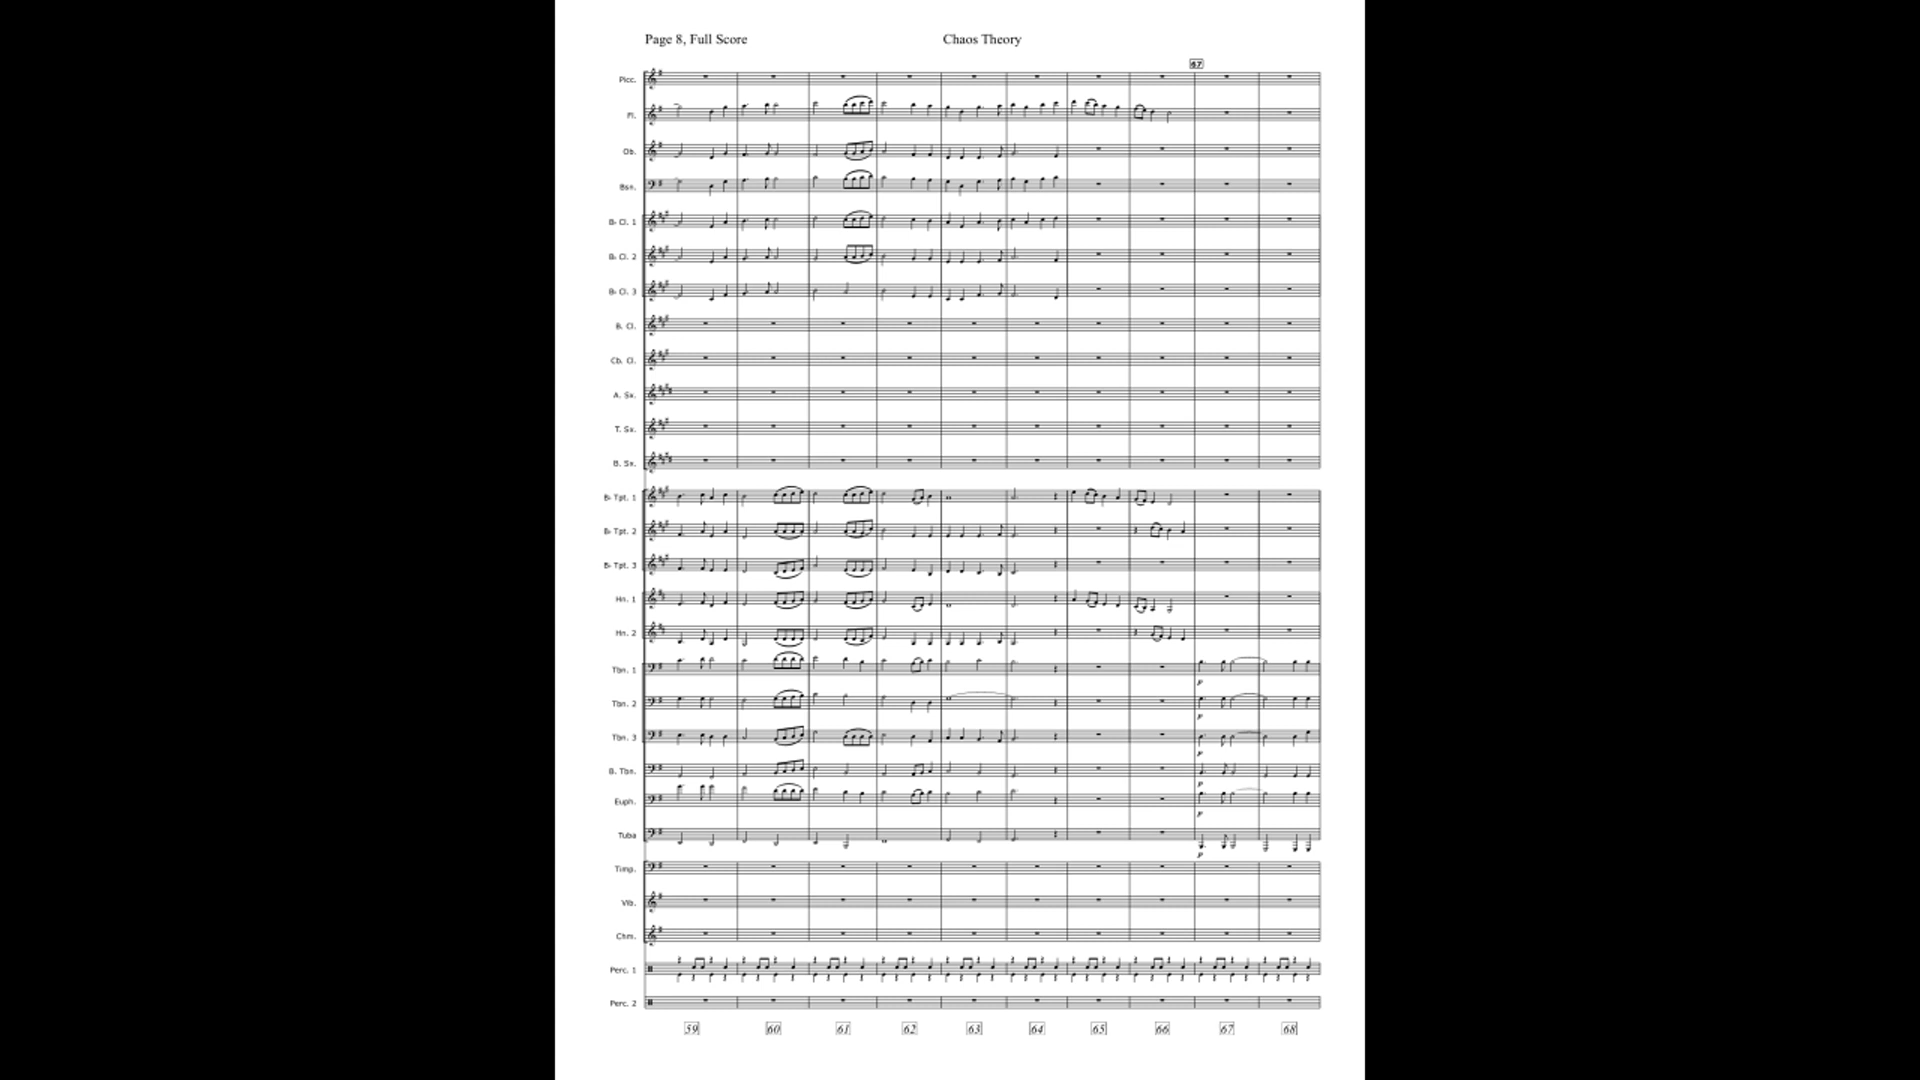 Page 8, Full Score Chaos Theory
67
Picc.
Fl.
Ob.
Bsn.
B♭ Cl. 1
B♭ Cl. 2
B♭ Cl. 3
B. Cl.
Cb. Cl.
A. Sx.
T. Sx.
B. Sx.
B♭ Tpt. 1
B♭ Tpt. 2
B♭ Tpt. 3
Hn. 1
Hn. 2
Tbn. 1
p
Tbn. 2
p
Tbn. 3
p
B. Tbn.
p
Euph.
p
Tuba
p
Timp.
Vib.
Chm.
Perc. 1
Perc. 2
59 60 61 62 63 64 65 66 67 68